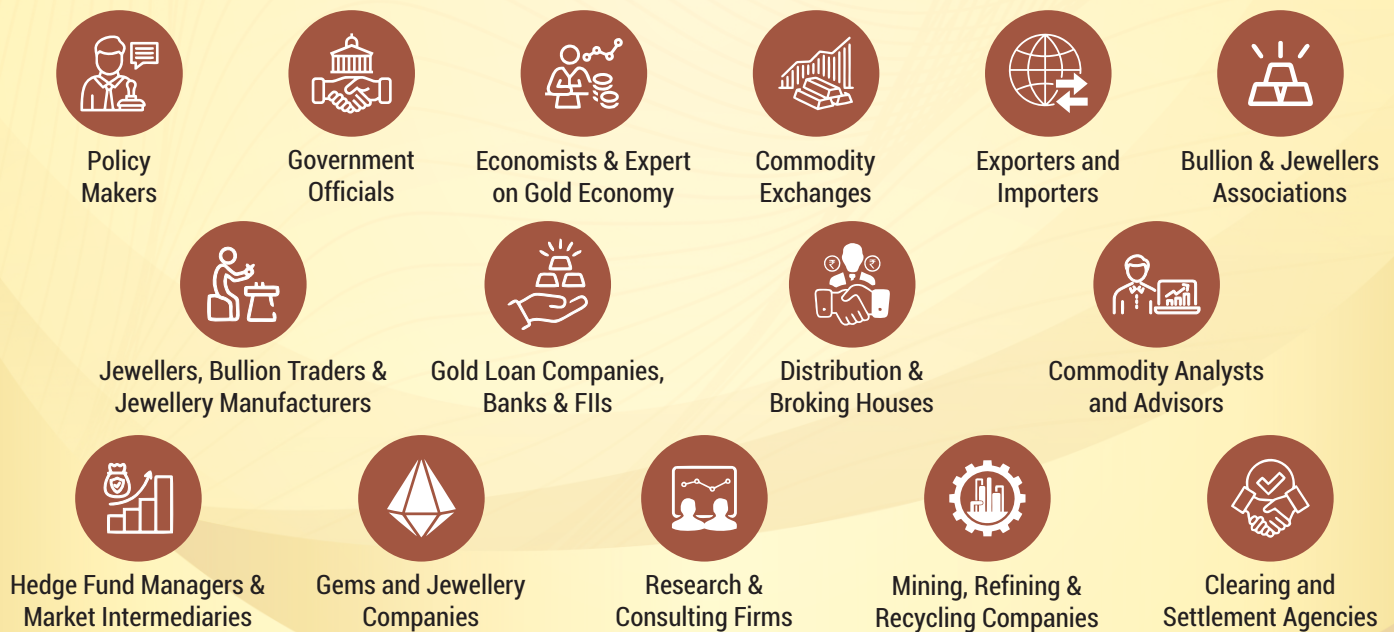 Policy
Makers
Government
Officials
Economists & Expert
on Gold Economy
Commodity
Exchanges
Exporters and
Importers
Bullion & Jewellers
Associations
Jewellers, Bullion Traders &
Jewellery Manufacturers
Gold Loan Companies,
Banks & FIIs
₹ ₹
Distribution &
Broking Houses
Commodity Analysts
and Advisors
Hedge Fund Managers &
Market Intermediaries
Gems and Jewellery
Companies
Research &
Consulting Firms
Mining, Refining &
Recycling Companies
Clearing and
Settlement Agencies